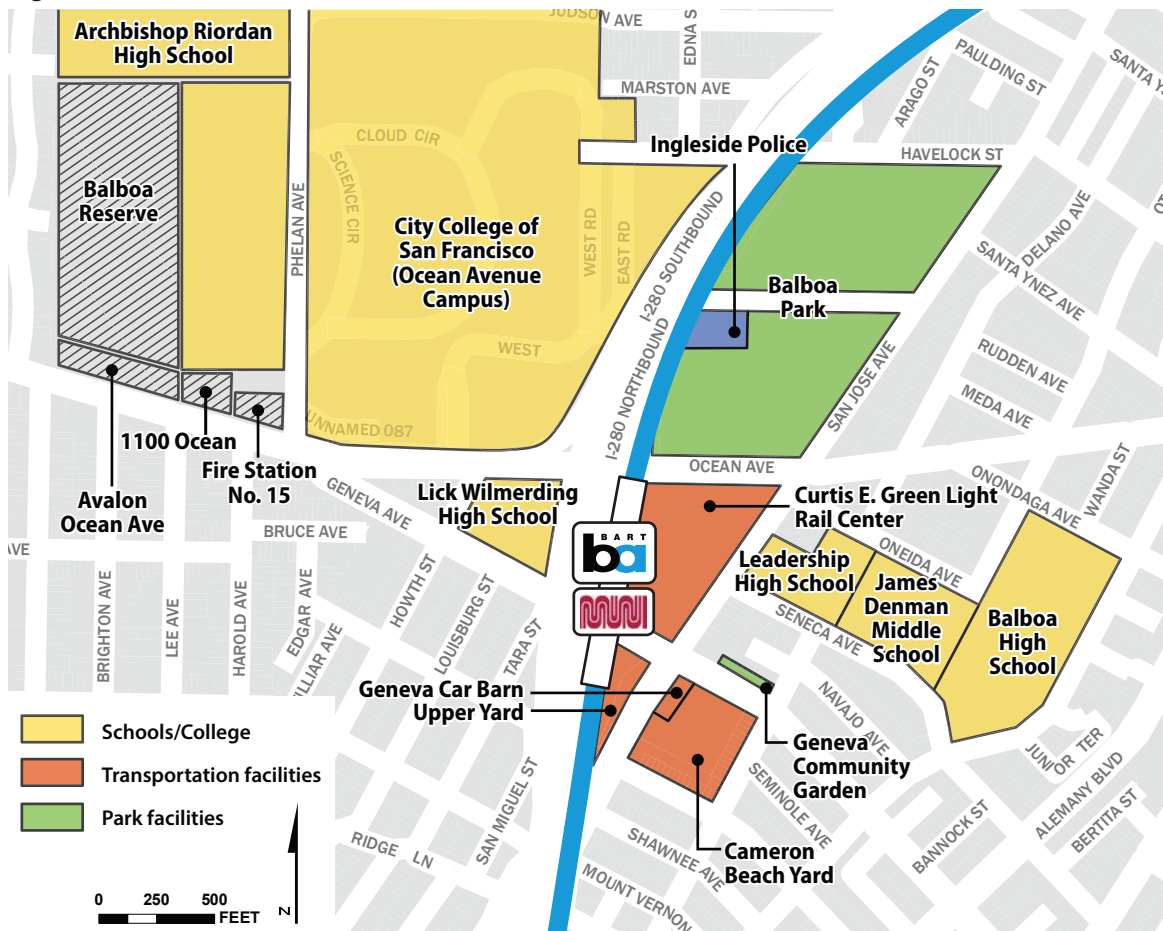 JUDSON AVE
Archbishop Riordan
High School
EDNA S
PAULDING ST
SANTA YS
MARSTON AVE
ARAGO ST
CLOUD CIR
Ingleside Police
HAVELOCK ST
SCIENCE CIR
Balboa
Reserve
PHELAN AVE
City College of
San Francisco
(Ocean Avenue
Campus)
WEST RD
EAST RD
I-280 SOUTHBOUND
DELANO AVE
SANTA YNEZ AVE
Balboa
Park
WEST
I-280 NORTHBOUND
SAN JOSE AVE
RUDDEN AVE
MEDA AVE
UNNAMED 087
1100 Ocean
Fire Station
No. 15
Avalon
Ocean Ave
OCEAN AVE
GENEVA AVE
Lick Wilmerding
High School
Curtis E. Green Light
Rail Center
ONONDAGA AVE
WANDA ST
AVE
BRUCE AVE
BART
ba
muni
Leadership
High School
ONEIDA AVE
James
Denman
Middle
School
Balboa
High
School
SENECA AVE
BRIGHTON AVE
LEE AVE
HAROLD AVE
EDGAR AVE
ILLIAR AVE
HOWTH ST
LOUISBURG ST
TARA ST
Geneva Car Barn
Upper Yard
NAVAJO AVE
Geneva
Community
Garden
JUNIOR TER
ALEMANY BLVD
BERTITA ST
Schools/College
Transportation facilities
Park facilities
SAN MIGUEL ST
SEMINOLE AVE
BANNOCK ST
RIDGE LN
SHAWNEE AVE
Cameron
Beach Yard
MOUNT VERNON
0 250 500
FEET
N